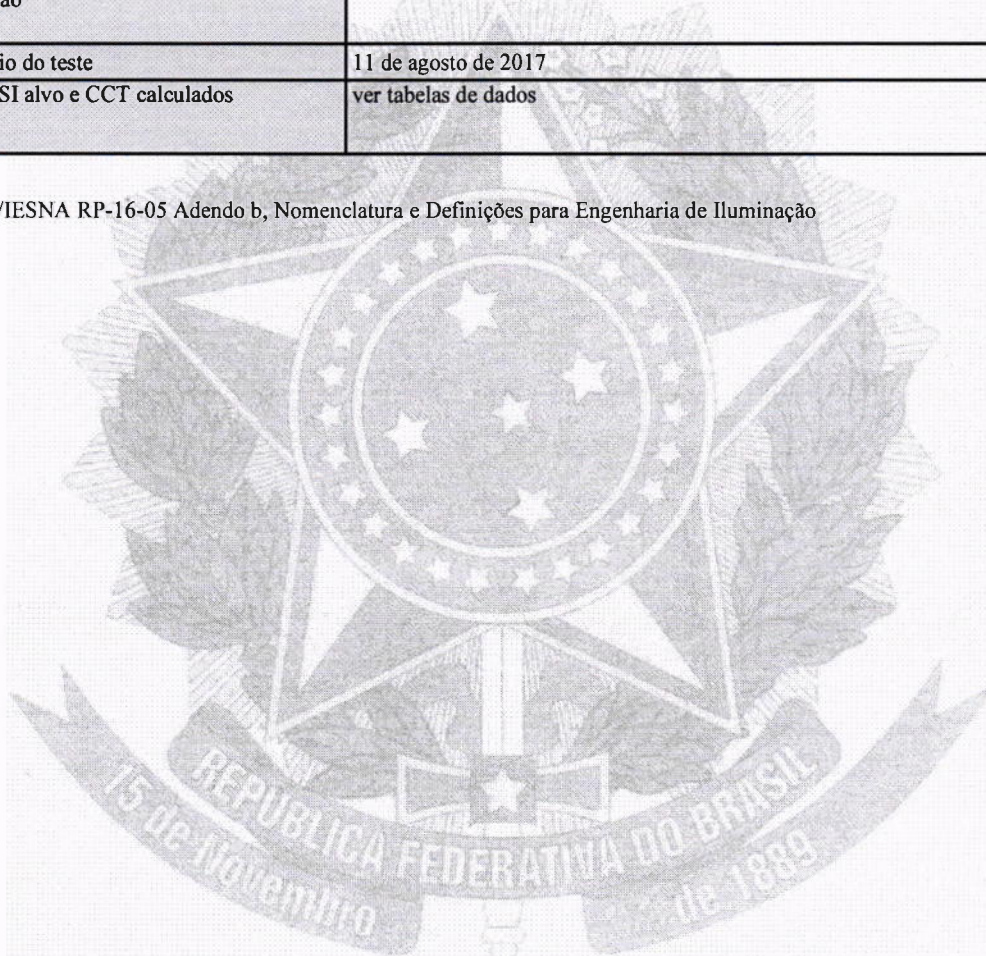 ão
io do teste 11 de agosto de 2017
SI alvo e CCT calculados ver tabelas de dados
/IESNA RP-16-05 Adendo b, Nomenclatura e Definições para Engenharia de Iluminação
REPÚBLICA FEDERATIVA DO BRASIL
15 de Novembro de 1889